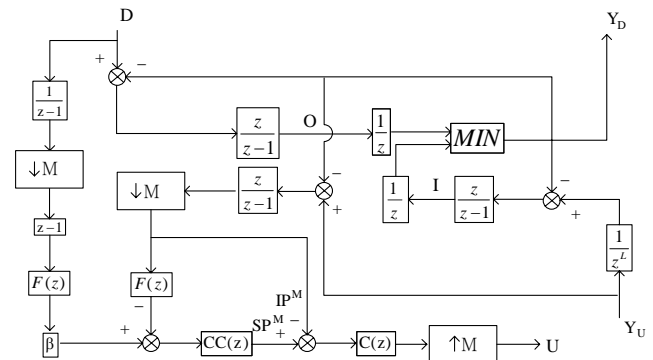 D
Y_D
+
−
−
1/(z−1)
z/(z−1)
O
1/z
MIN
↓M
↓M
z/(z−1)
−
+
1/z
I
z/(z−1)
−
+
z−1
1/z^L
F(z)
F(z)
IP^M
−
SP^M
−
Y_U
β
+
CC(z)
+
C(z)
↑M
U